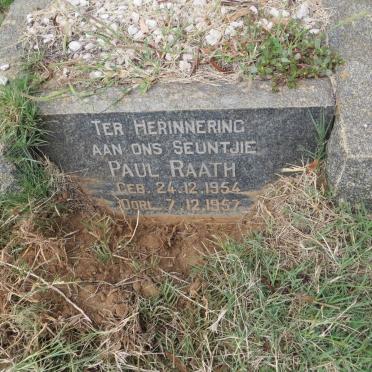 TER HERINNERING
AAN ONS SEUNTJIE
PAUL RAATH
GEB. 24.12.1954
OORL. 7.12.1957